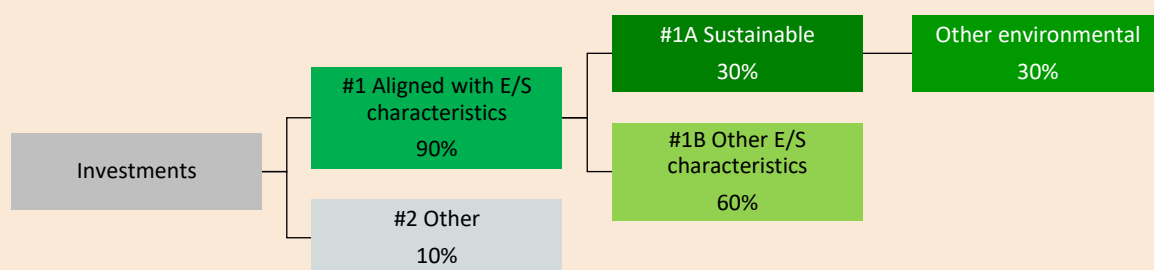 Investments
#1 Aligned with E/S
characteristics
90%
#2 Other
10%
#1A Sustainable
30%
#1B Other E/S
characteristics
60%
Other environmental
30%